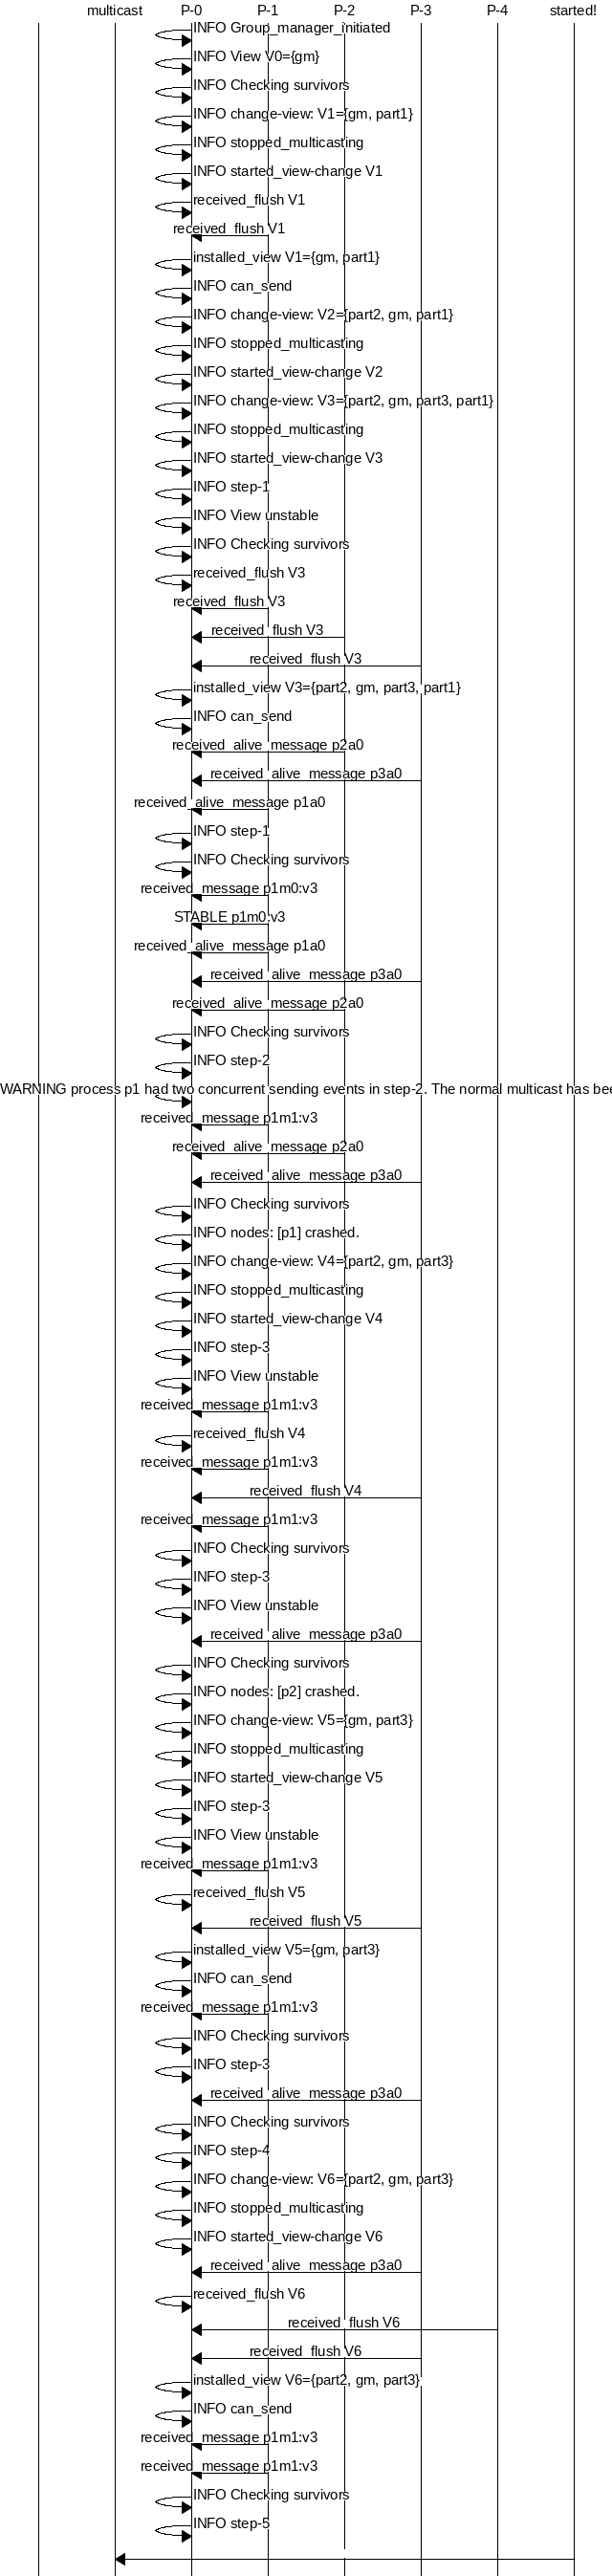 multicast P-0 P-1 P-2 P-3 P-4 started!
INFO Group_manager_initiated
INFO View V0={gm}
INFO Checking survivors
INFO change-view: V1={gm, part1}
INFO stopped_multicasting
INFO started_view-change V1
received_flush V1
received_flush V1
installed_view V1={gm, part1}
INFO can_send
INFO change-view: V2={part2, gm, part1}
INFO stopped_multicasting
INFO started_view-change V2
INFO change-view: V3={part2, gm, part3, part1}
INFO stopped_multicasting
INFO started_view-change V3
INFO step-1
INFO View unstable
INFO Checking survivors
received_flush V3
received_flush V3
received_flush V3
received_flush V3
installed_view V3={part2, gm, part3, part1}
INFO can_send
received_alive_message p2a0
received_alive_message p3a0
received_alive_message p1a0
INFO step-1
INFO Checking survivors
received_message p1m0:v3
STABLE p1m0:v3
received_alive_message p1a0
received_alive_message p3a0
received_alive_message p2a0
INFO Checking survivors
INFO step-2
WARNING process p1 had two concurrent sending events in step-2. The normal multicast has bee
received_message p1m1:v3
received_alive_message p2a0
received_alive_message p3a0
INFO Checking survivors
INFO nodes: [p1] crashed.
INFO change-view: V4={part2, gm, part3}
INFO stopped_multicasting
INFO started_view-change V4
INFO step-3
INFO View unstable
received_message p1m1:v3
received_flush V4
received_message p1m1:v3
received_flush V4
received_message p1m1:v3
INFO Checking survivors
INFO step-3
INFO View unstable
received_alive_message p3a0
INFO Checking survivors
INFO nodes: [p2] crashed.
INFO change-view: V5={gm, part3}
INFO stopped_multicasting
INFO started_view-change V5
INFO step-3
INFO View unstable
received_message p1m1:v3
received_flush V5
received_flush V5
installed_view V5={gm, part3}
INFO can_send
received_message p1m1:v3
INFO Checking survivors
INFO step-3
received_alive_message p3a0
INFO Checking survivors
INFO step-4
INFO change-view: V6={part2, gm, part3}
INFO stopped_multicasting
INFO started_view-change V6
received_alive_message p3a0
received_flush V6
received_flush V6
received_flush V6
installed_view V6={part2, gm, part3}
INFO can_send
received_message p1m1:v3
received_message p1m1:v3
INFO Checking survivors
INFO step-5